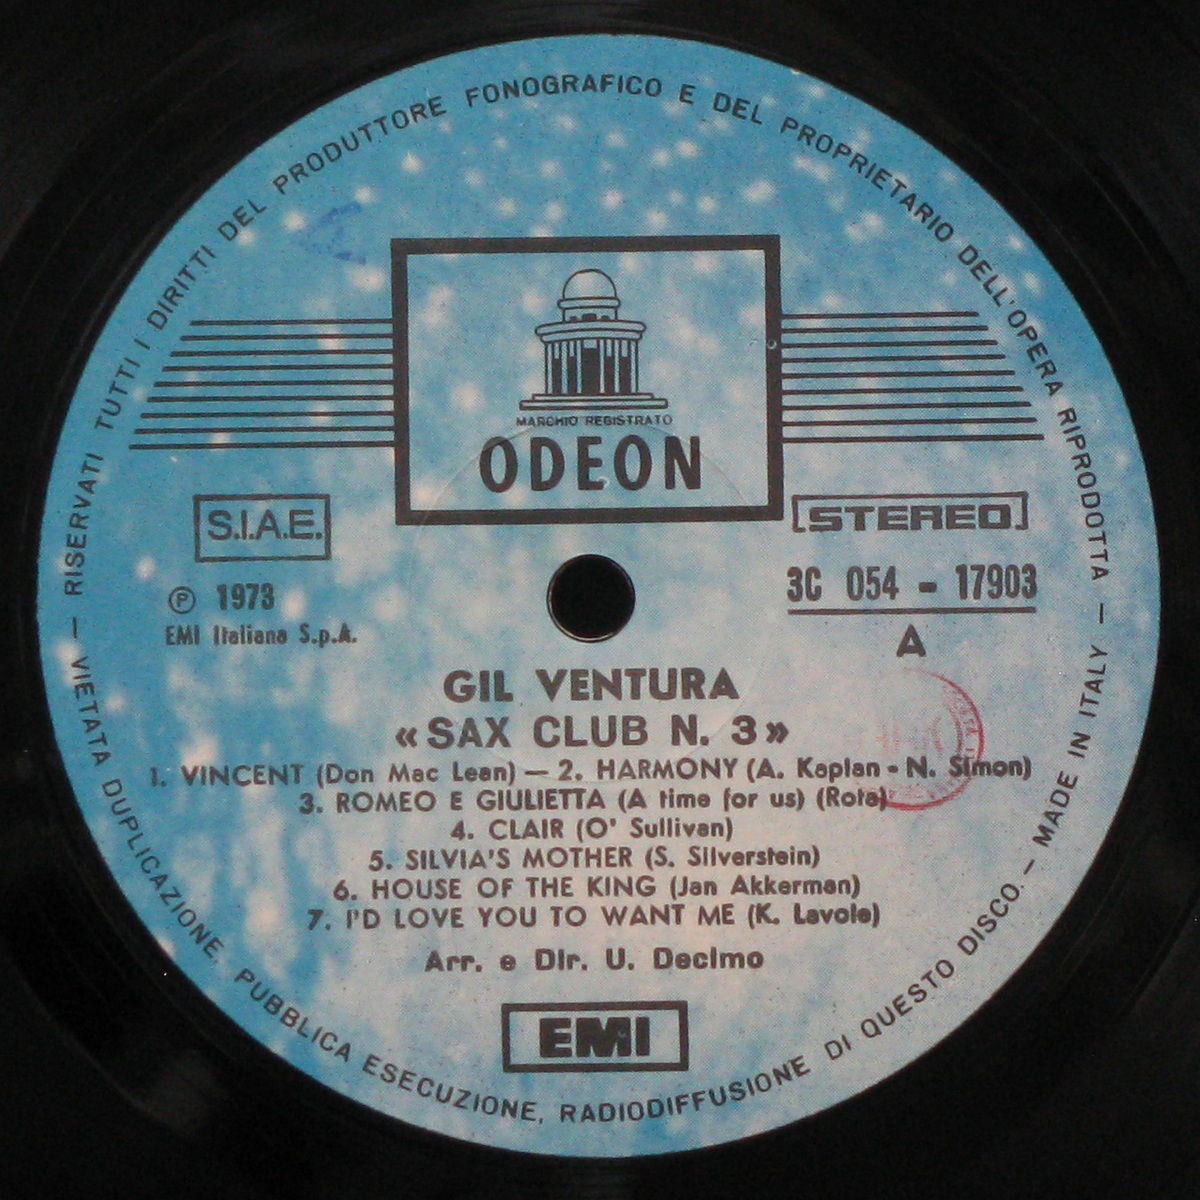 RISERVATI TUTTI I DIRITTI DEL PRODUTTORE FONOGRAFICO E DEL PROPRIETARIO DELL'OPERA RIPRODOTTA —
MARCHIO REGISTRATO
ODEON
S.I.A.E.
STEREO
Ⓟ 1973
EMI Italiana S.p.A.
3C 054 - 17903
A
GIL VENTURA
«SAX CLUB N. 3»
1. VINCENT (Don Mac Lean) — 2. HARMONY (A. Kaplan - N. Simon)
3. ROMEO E GIULIETTA (A time for us) (Rota)
4. CLAIR (O' Sullivan)
5. SILVIA'S MOTHER (S. Silverstein)
6. HOUSE OF THE KING (Jan Akkerman)
7. I'D LOVE YOU TO WANT ME (K. Lavole)
Arr. e Dir. U. Decimo
EMI
— VIETATA DUPLICAZIONE, PUBBLICA ESECUZIONE, RADIODIFFUSIONE DI QUESTO DISCO. — MADE IN ITALY